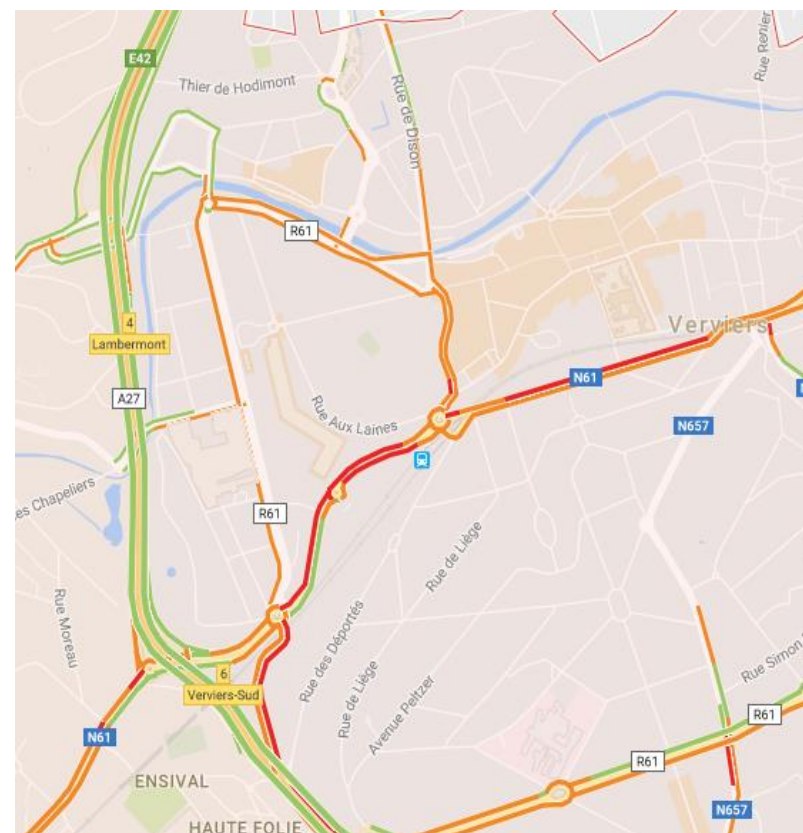 E42
Thier de Hodimont
Rue de Dison
Rue Renier
R61
4
Lambermont
Verviers
A27
N61
Rue Aux Laines
N657
es Chapeliers
R61
Rue de Liège
Rue Moreau
Rue des Déportés
Rue de Liège
Avenue Peltzer
Rue Simon
6
Verviers-Sud
N61
R61
R61
ENSIVAL
N657
HAUTE FOLIE